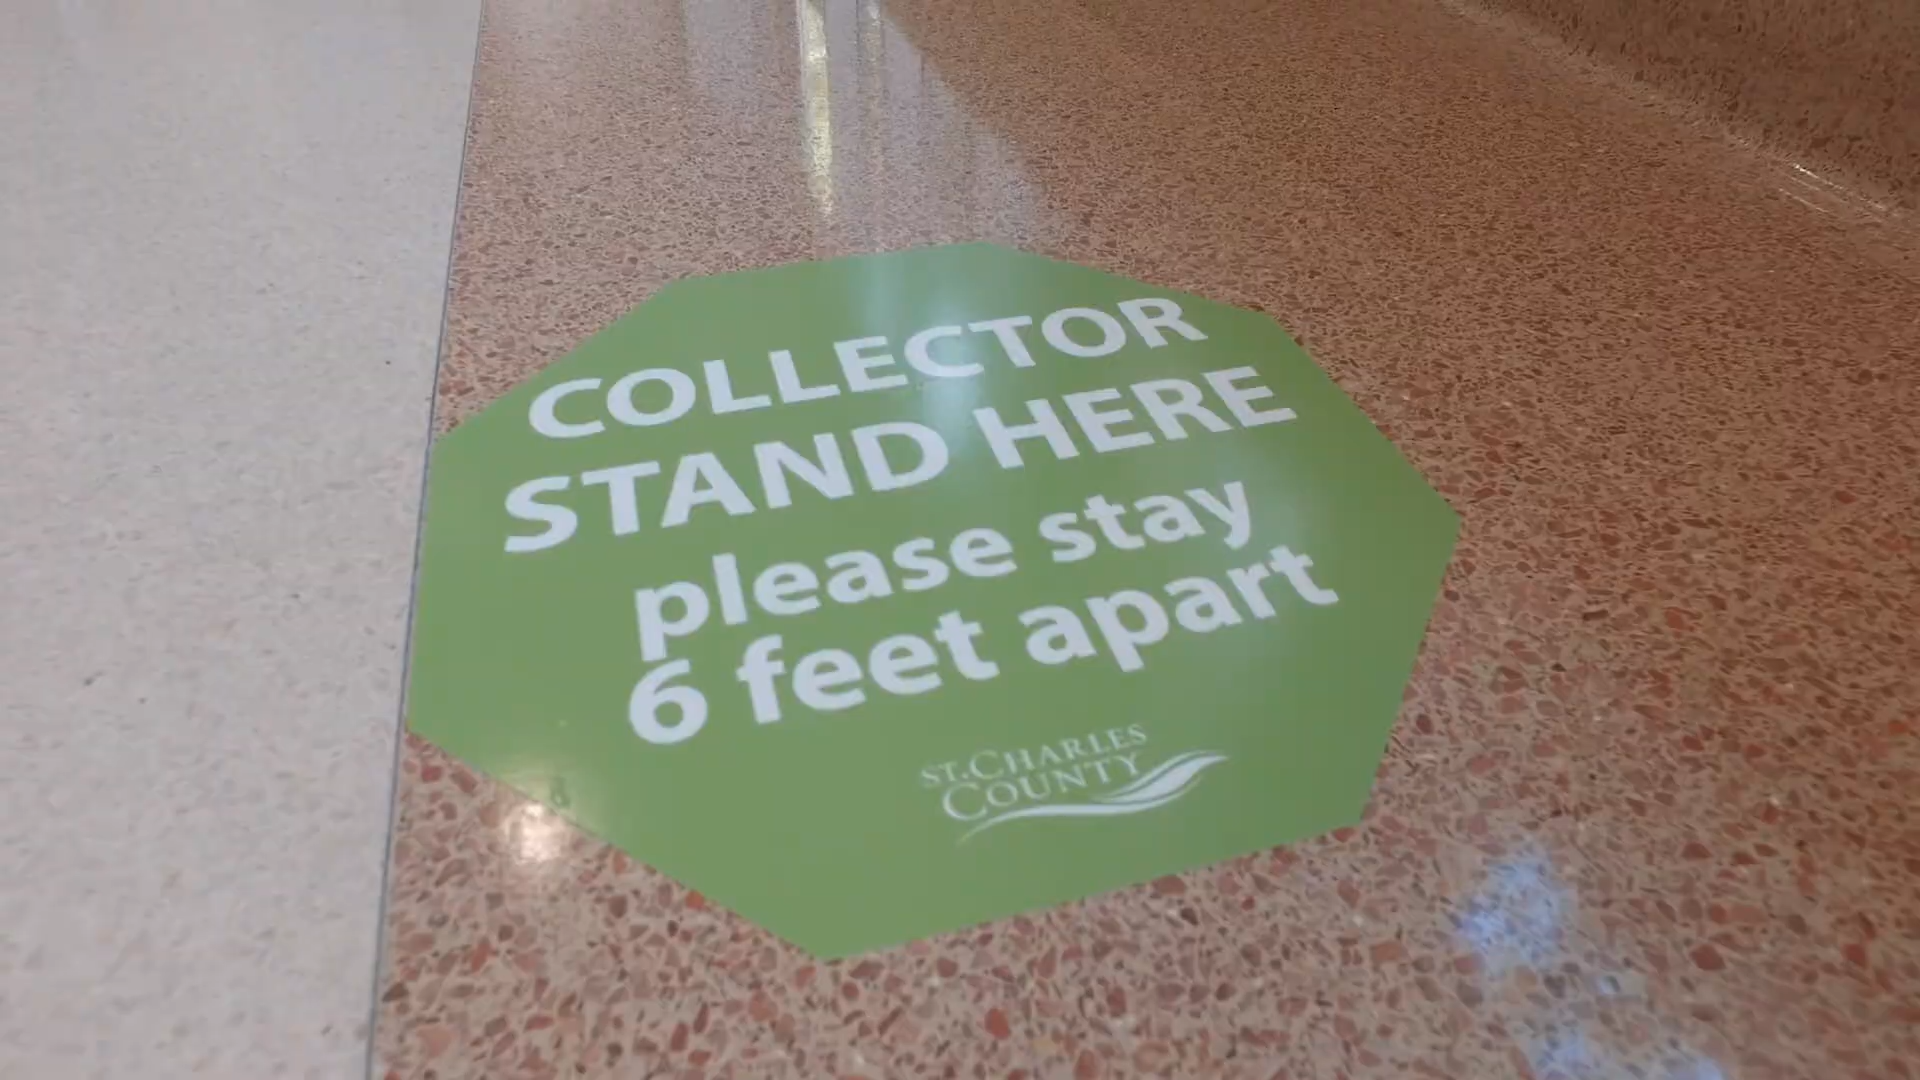 COLLECTOR
STAND HERE
please stay
6 feet apart
ST. CHARLES
COUNTY